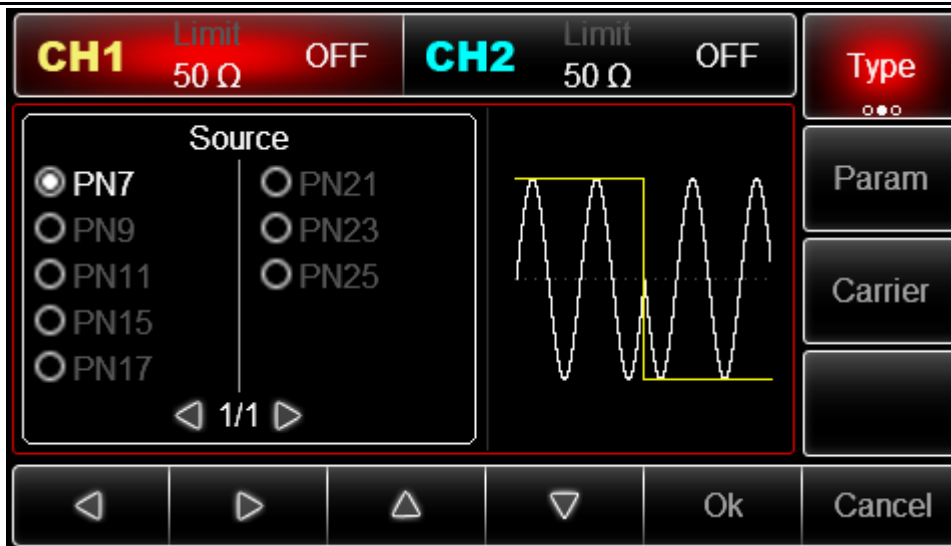 CH1 Limit 50 Ω OFF
CH2 Limit 50 Ω OFF
Type
Source
PN7
PN9
PN11
PN15
PN17
PN21
PN23
PN25
1/1
Param
Carrier
Ok
Cancel